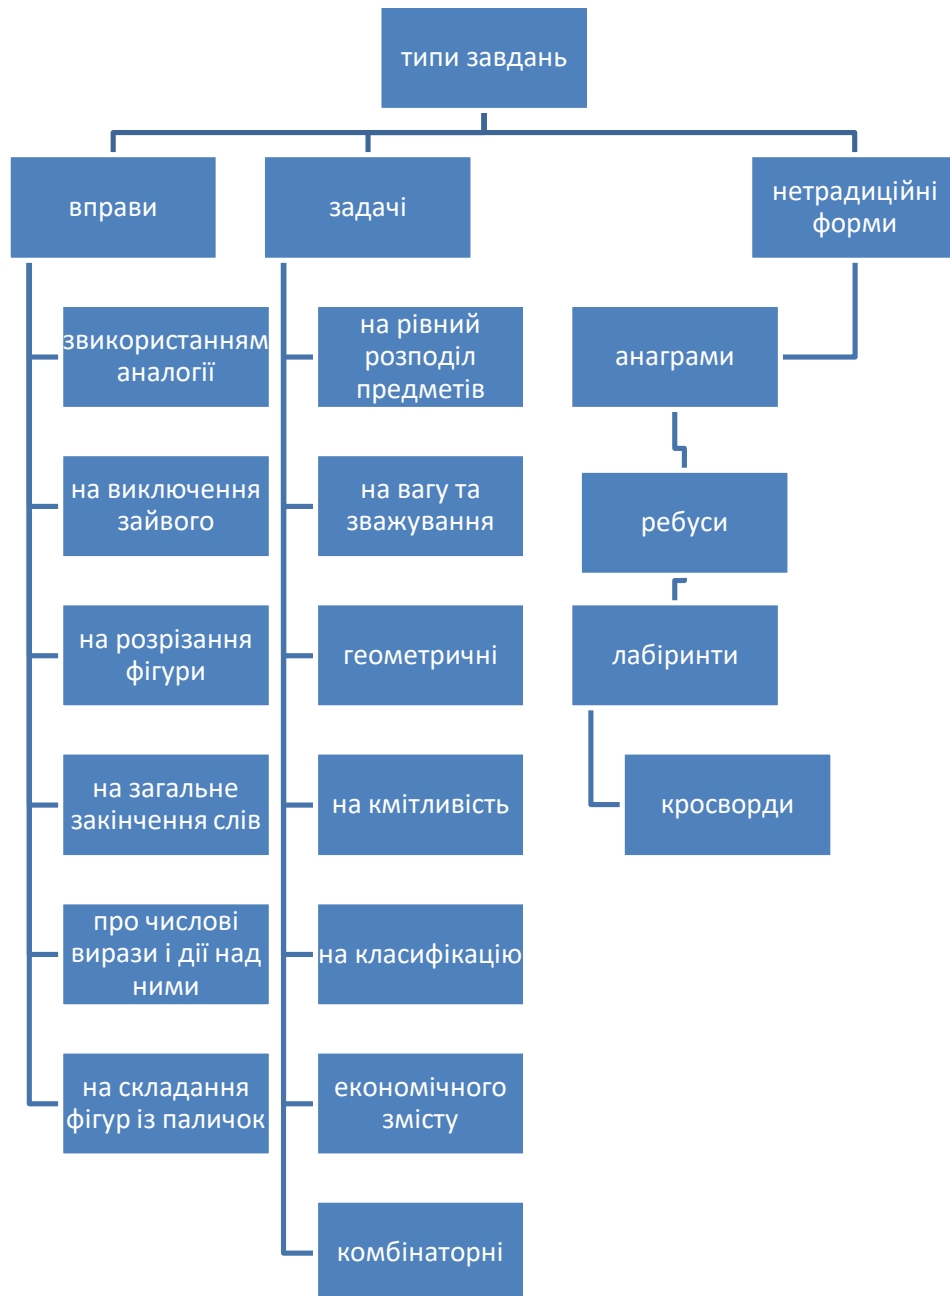 типи завдань
вправи
задачі
нетрадиційні
форми
звикористанням
аналогії
на виключення
зайвого
на розрізання
фігури
на загальне
закінчення слів
про числові
вирази і дії над
ними
на складання
фігур із паличок
на рівний
розподіл
предметів
на вагу та
зважування
геометричні
на кмітливість
на класифікацію
економічного
змісту
комбінаторні
анаграми
ребуси
лабіринти
кросворди